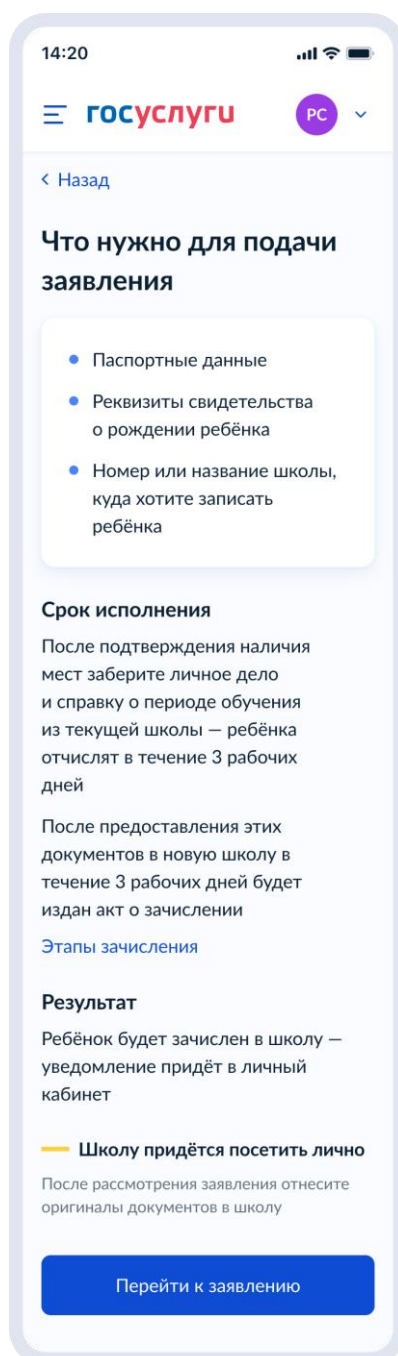 14:20
госуслуги
РС
Назад
Что нужно для подачи
заявления
Паспортные данные
Реквизиты свидетельства
о рождении ребёнка
Номер или название школы,
куда хотите записать
ребёнка
Срок исполнения
После подтверждения наличия
мест заберите личное дело
и справку о периоде обучения
из текущей школы — ребёнка
отчислят в течение 3 рабочих
дней
После предоставления этих
документов в новую школу в
течение 3 рабочих дней будет
издан акт о зачислении
Этапы зачисления
Результат
Ребёнок будет зачислен в школу —
уведомление придёт в личный
кабинет
Школу придётся посетить лично
После рассмотрения заявления отнесите
оригиналы документов в школу
Перейти к заявлению